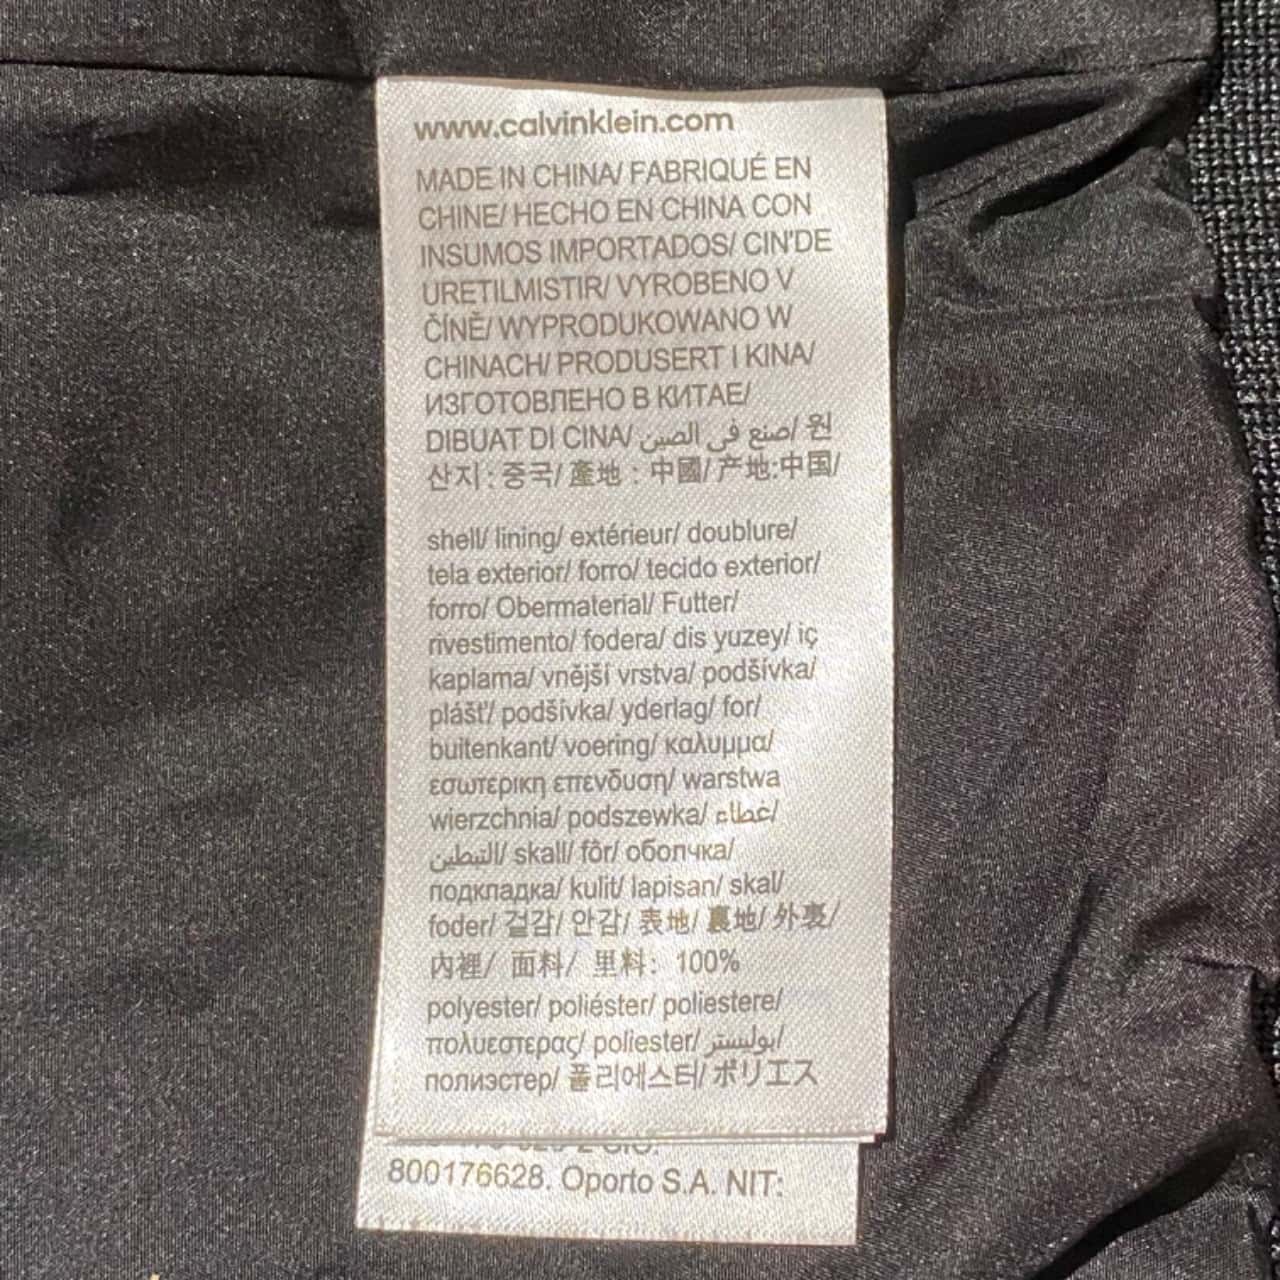 www.calvinklein.com
MADE IN CHINA/ FABRIQUÉ EN
CHINE/ HECHO EN CHINA CON
INSUMOS IMPORTADOS/ CIN'DE
URETILMISTIR/ VYROBENO V
ČÍNĚ/ WYPRODUKOWANO W
CHINACH/ PRODUSERT I KINA/
ИЗГОТОВЛЕНО В КИТАЕ/
DIBUAT DI CINA/ صنع في الصين/ 원
산지 : 중국/ 產地 : 中國/ 产地:中国/
shell/ lining/ extérieur/ doublure/
tela exterior/ forro/ tecido exterior/
forro/ Obermaterial/ Futter/
rivestimento/ fodera/ dis yuzey/ iç
kaplama/ vnější vrstva/ podšívka/
plášť/ podšívka/ yderlag/ for/
buitenkant/ voering/ καλυμμα/
εσωτερικη επενδυση/ warstwa
wierzchnia/ podszewka/ غطاء/
التبطين/ skall/ fôr/ оболчка/
подкладка/ kulit/ lapisan/ skal/
foder/ 겉감/ 안감/ 表地/ 裏地/ 外裏/
內裡/ 面料/ 里料: 100%
polyester/ poliéster/ poliestere/
πολυεστερας/ poliester/ بوليستر/
полиэстер/ 폴리에스터/ ポリエス
800176628. Oporto S.A. NIT: